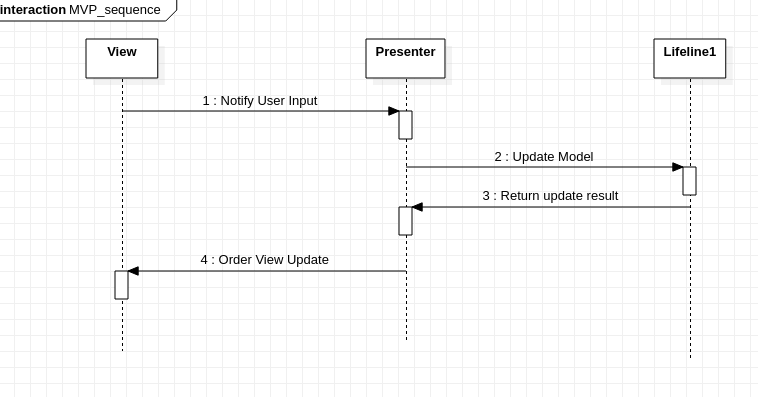 interaction MVP_sequence
View
Presenter
Lifeline1
1 : Notify User Input
2 : Update Model
3 : Return update result
4 : Order View Update